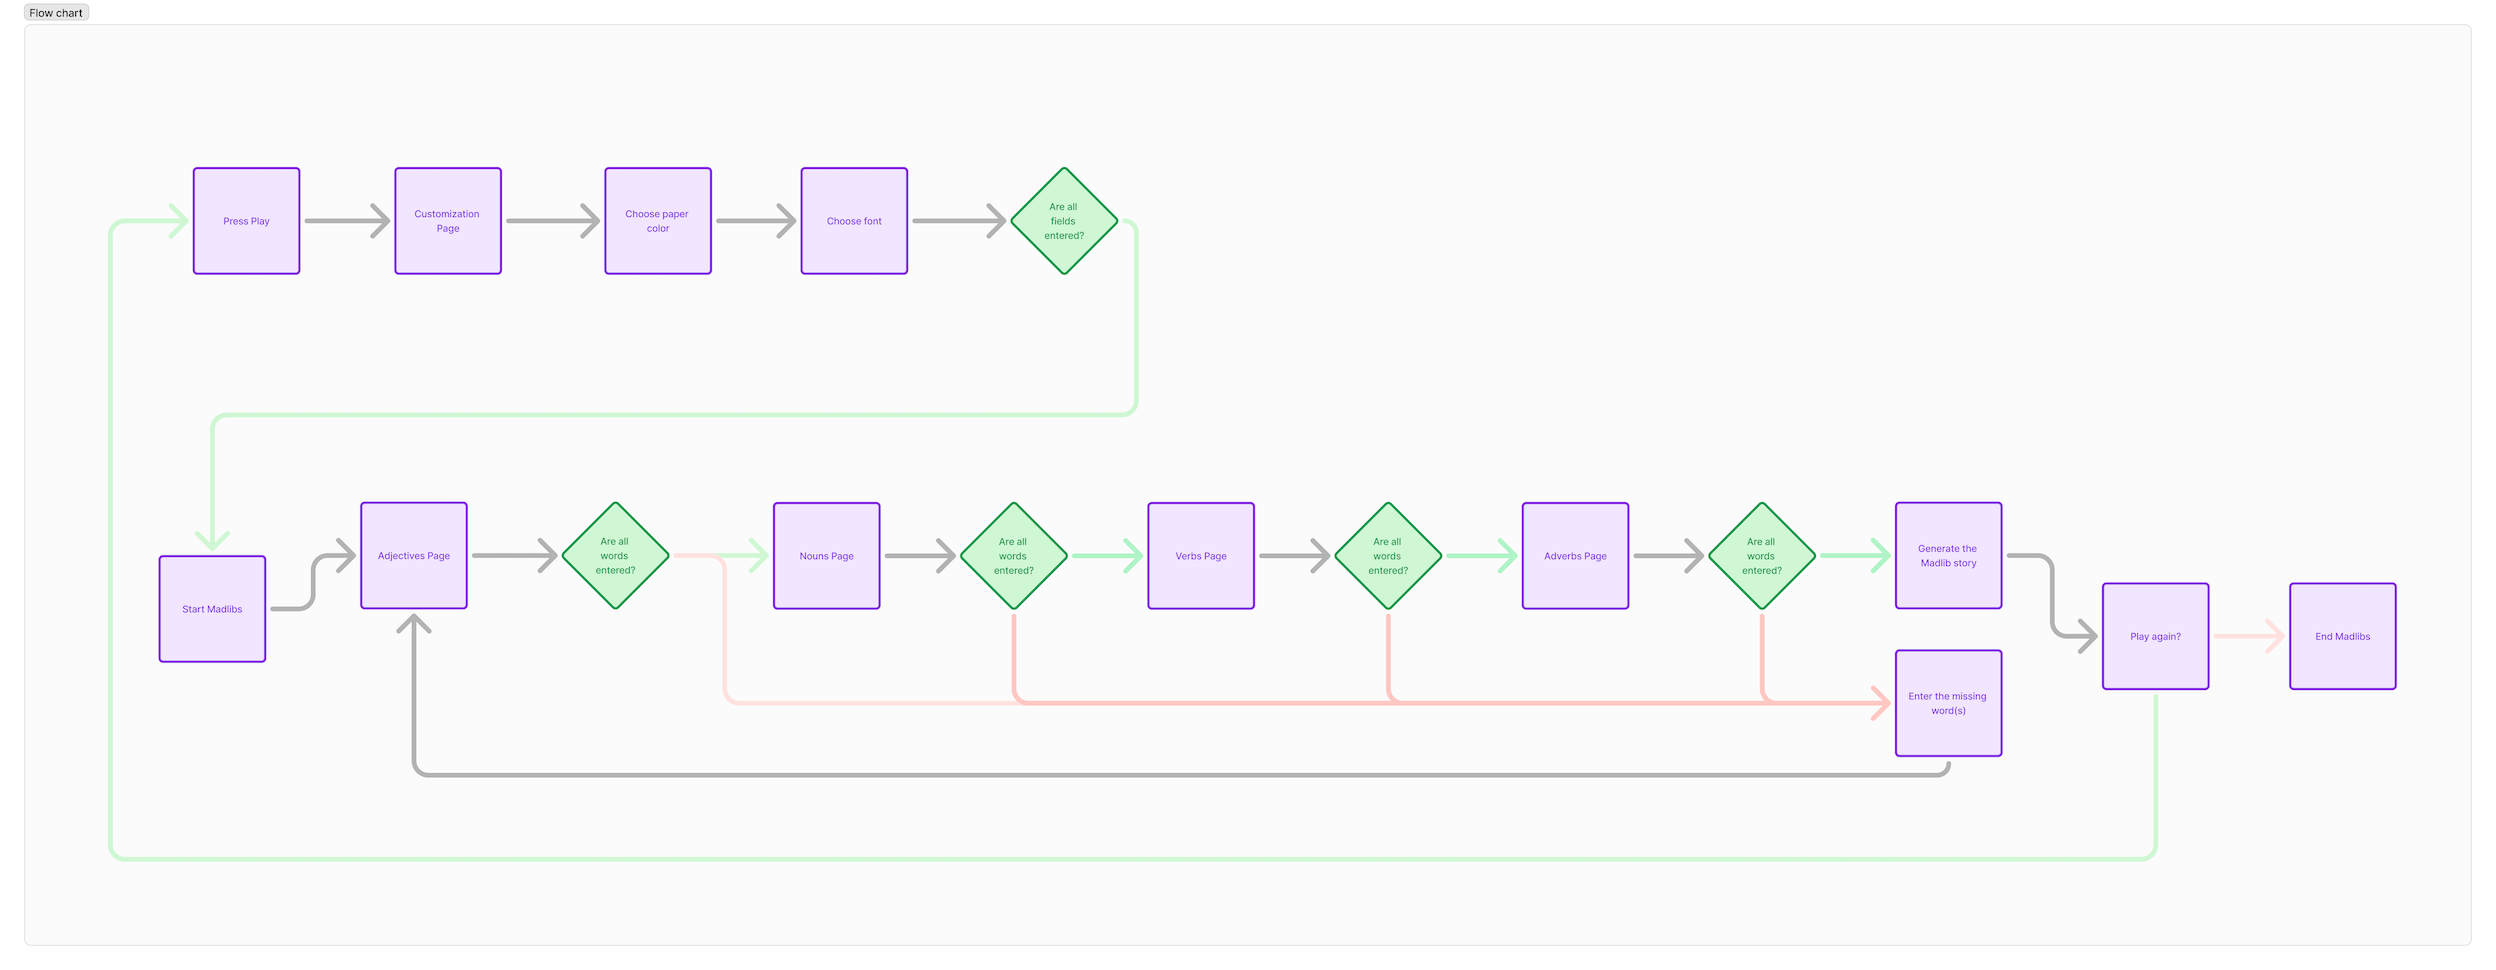 Flow chart
Press Play
Customization
Page
Choose paper
color
Choose font
Are all
fields
entered?
Start Madlibs
Adjectives Page
Are all
words
entered?
Nouns Page
Are all
words
entered?
Verbs Page
Are all
words
entered?
Adverbs Page
Are all
words
entered?
Generate the
Madlib story
Enter the missing
word(s)
Play again?
End Madlibs